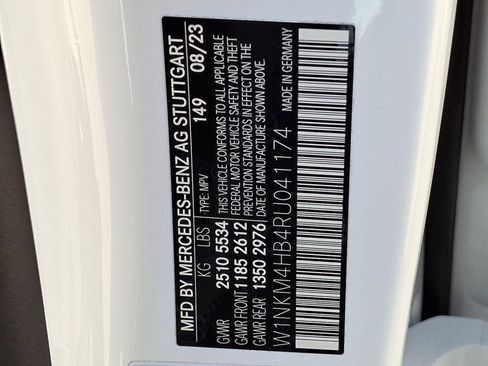 MFD BY MERCEDES-BENZ AG STUTTGART
149 08/23
KG LBS TYPE: MPV
GVWR 2510 5534
GAWR FRONT 1185 2612
GAWR REAR 1350 2976
THIS VEHICLE CONFORMS TO ALL APPLICABLE
FEDERAL MOTOR VEHICLE SAFETY AND THEFT
PREVENTION STANDARDS IN EFFECT ON THE
DATE OF MANUFACTURE SHOWN ABOVE.
W1NKM4HB4RU041174 MADE IN GERMANY